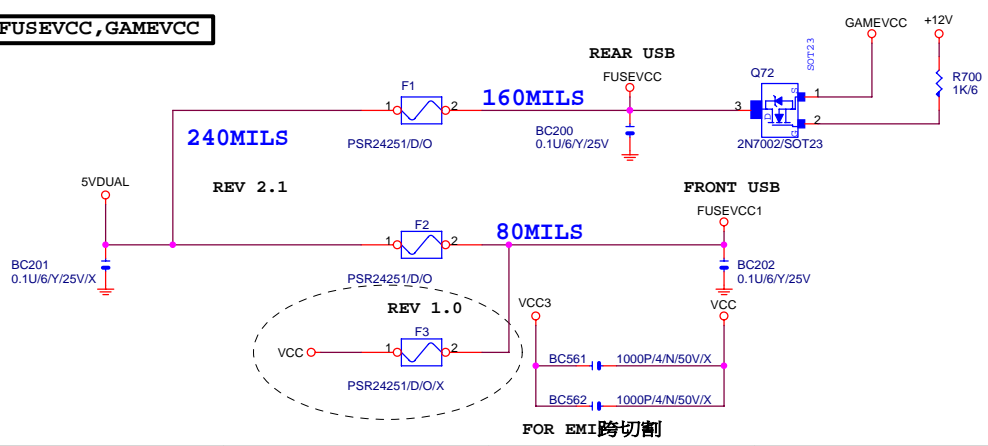 FUSEVCC,GAMEVCC
GAMEVCC
+12V
SOT23
REAR USB
FUSEVCC
Q72
R700
1K/6
F1
1
2
160MILS
3
S
D
G
1
2
240MILS
PSR24251/D/O
BC200
0.1U/6/Y/25V
2N7002/SOT23
5VDUAL
REV 2.1
FRONT USB
FUSEVCC1
F2
1
2
80MILS
BC201
0.1U/6/Y/25V/X
PSR24251/D/O
BC202
0.1U/6/Y/25V
REV 1.0
VCC3
VCC
F3
VCC
1
2
PSR24251/D/O/X
BC561
1000P/4/N/50V/X
BC562
1000P/4/N/50V/X
FOR EMI跨切割